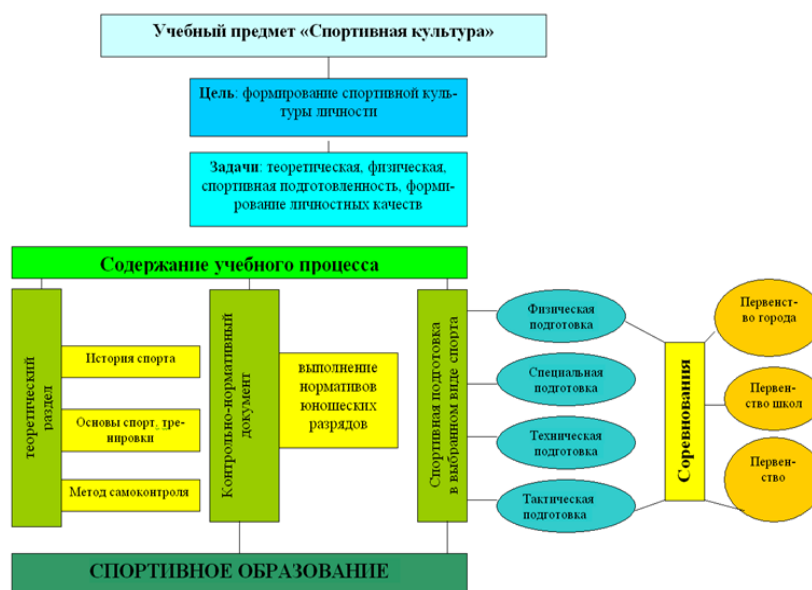 Учебный предмет «Спортивная культура»
Цель: формирование спортивной куль-
туры личности
Задачи: теоретическая, физическая,
спортивная подготовленность, форми-
рование личностных качеств
Содержание учебного процесса
теоретический
раздел
История спорта
Основы спорт. тре-
нировки
Метод самоконтроля
Контрольно-нормативный
документ
выполнение
нормативов
юношеских
разрядов
Спортивная подготовка
в выбранном виде спорта
Физическая
подготовка
Специальная
подготовка
Техническая
подготовка
Тактическая
подготовка
Соревнования
Первенст-
во города
Первен-
ство школ
Первен-
ство
СПОРТИВНОЕ ОБРАЗОВАНИЕ